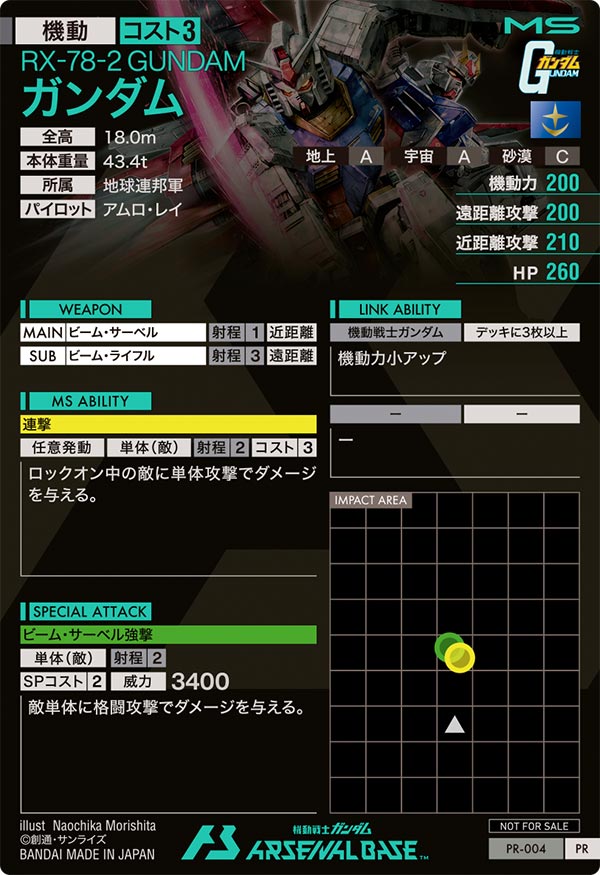 機動 コスト3 MS
RX-78-2 GUNDAM
ガンダム
機動戦士
ガンダム
GUNDAM
全高 18.0m
本体重量 43.4t
所属 地球連邦軍
パイロット アムロ・レイ
地上 A 宇宙 A 砂漠 C
機動力 200
遠距離攻撃 200
近距離攻撃 210
HP 260
WEAPON
MAIN ビーム・サーベル 射程 1 近距離
SUB ビーム・ライフル 射程 3 遠距離
LINK ABILITY
機動戦士ガンダム デッキに3枚以上
機動力小アップ
ー ー
ー
MS ABILITY
連撃
任意発動 単体(敵) 射程 2 コスト 3
ロックオン中の敵に単体攻撃でダメージ
を与える。
IMPACT AREA
SPECIAL ATTACK
ビーム・サーベル強撃
単体(敵) 射程 2
SPコスト 2 威力 3400
敵単体に格闘攻撃でダメージを与える。
illust Naochika Morishita
©創通・サンライズ
BANDAI MADE IN JAPAN
機動戦士ガンダム
AB ARSENAL BASE™
NOT FOR SALE
PR-004 PR